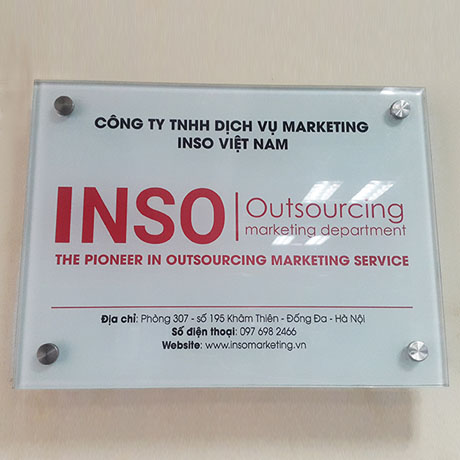 CÔNG TY TNHH DỊCH VỤ MARKETING
INSO VIỆT NAM
INSO
Outsourcing
marketing department
THE PIONEER IN OUTSOURCING MARKETING SERVICE
Địa chỉ: Phòng 307 - số 195 Khâm Thiên - Đống Đa - Hà Nội
Số điện thoại: 097 698 2466
Website: www.insomarketing.vn